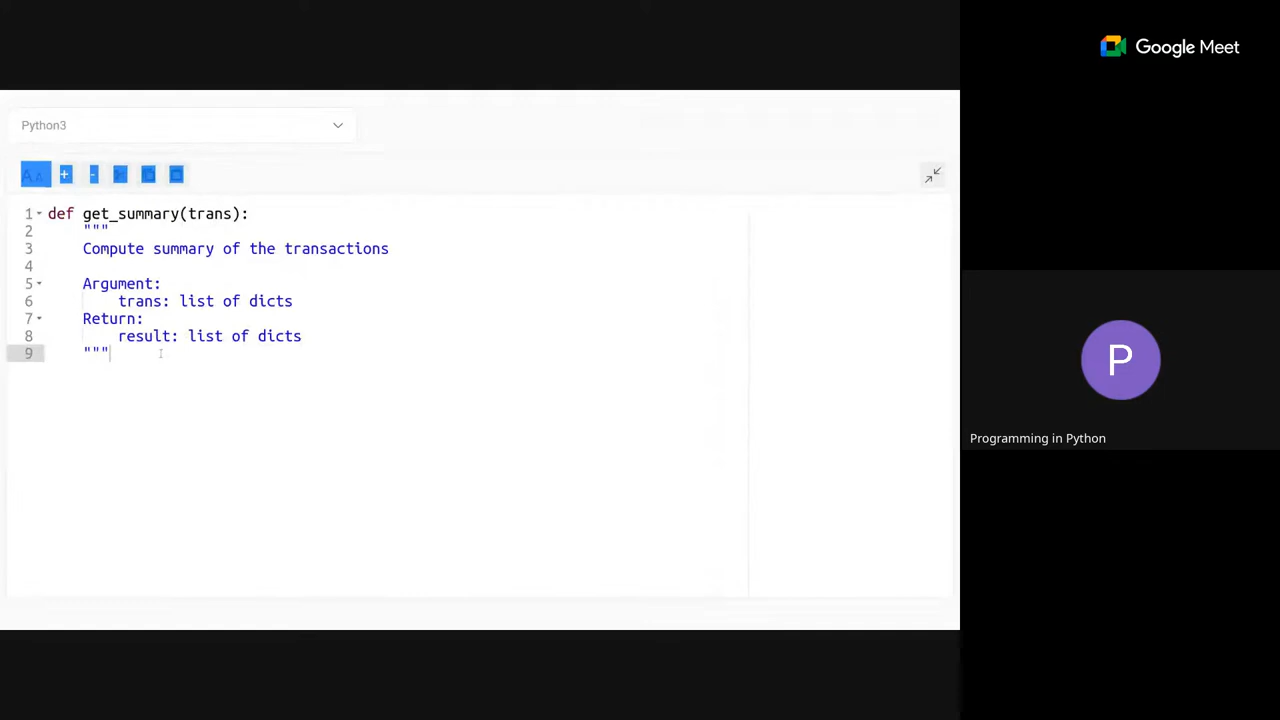 Google Meet
Python3
AA + -
1 def get_summary(trans):
2     """
3     Compute summary of the transactions
4
5     Argument:
6         trans: list of dicts
7     Return:
8         result: list of dicts
9     """
P
Programming in Python